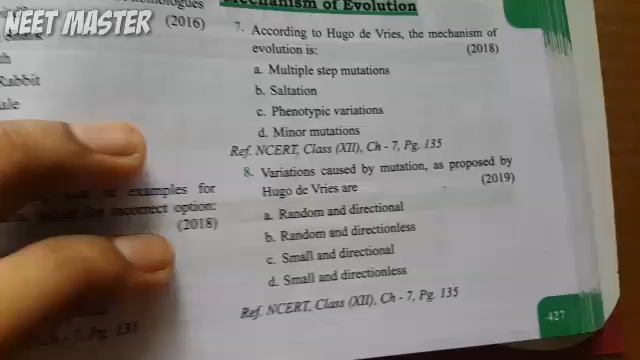 NEET MASTER
(2016)
Rabbit
examples for
incorrect option:
(2018)
Mechanism of Evolution
7. According to Hugo de Vries, the mechanism of
evolution is: (2018)
a. Multiple step mutations
b. Saltation
c. Phenotypic variations
d. Minor mutations
Ref. NCERT, Class (XII), Ch - 7, Pg. 135
8. Variations caused by mutation, as proposed by
Hugo de Vries are (2019)
a. Random and directional
b. Random and directionless
c. Small and directional
d. Small and directionless
Ref. NCERT, Class (XII), Ch - 7, Pg. 135
427